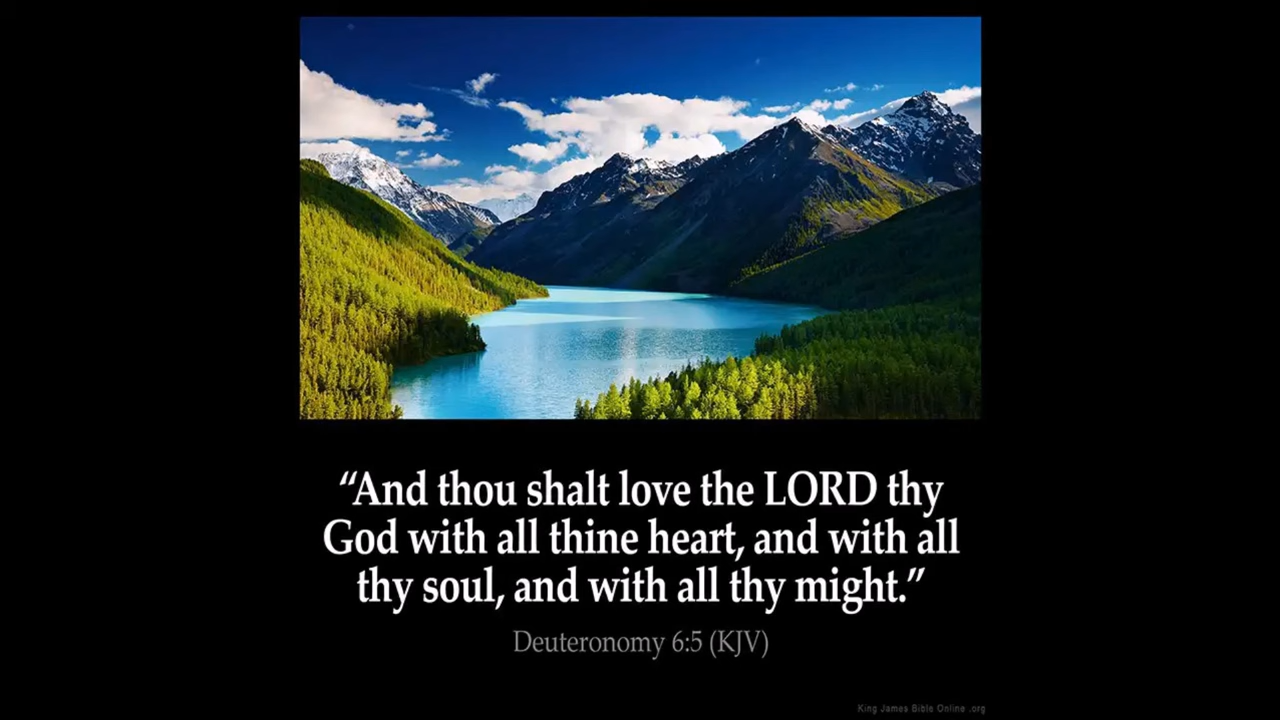 “And thou shalt love the LORD thy
God with all thine heart, and with all
thy soul, and with all thy might.”
Deuteronomy 6:5 (KJV)
King James Bible Online .org